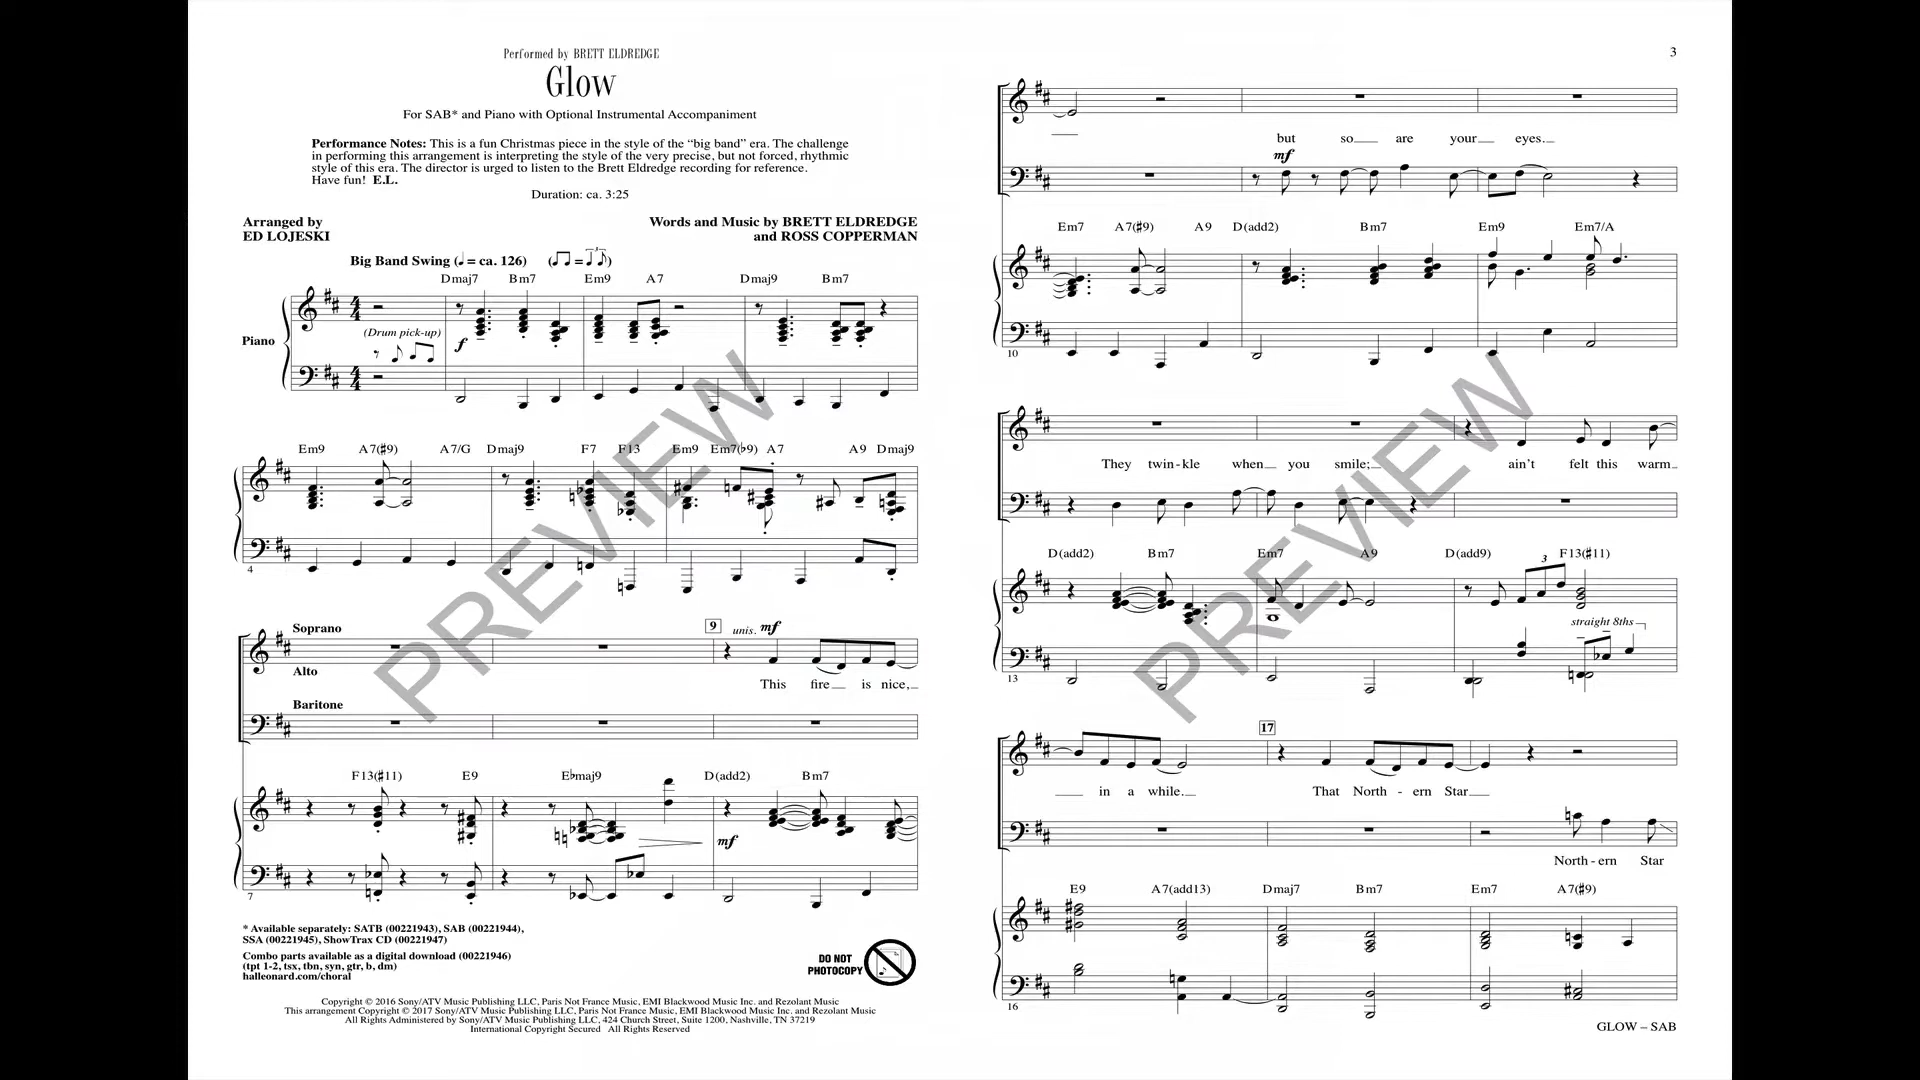 Performed by BRETT ELDREDGE
Glow
For SAB* and Piano with Optional Instrumental Accompaniment
Performance Notes: This is a fun Christmas piece in the style of the “big band” era. The challenge
in performing this arrangement is interpreting the style of the very precise, but not forced, rhythmic
style of this era. The director is urged to listen to the Brett Eldredge recording for reference.
Have fun! E.L.
Duration: ca. 3:25
Arranged by
ED LOJESKI
Words and Music by BRETT ELDREDGE
and ROSS COPPERMAN
Big Band Swing (♩ = ca. 126) (♫ = ♩ ♪) 3
Dmaj7 Bm7 Em9 A7 Dmaj9 Bm7
Piano
(Drum pick-up)
f
4
4
Em9 A7(♯9) A7/G Dmaj9 F7 F13 Em9 Em7(♭9) A7 A9 Dmaj9
4
Soprano
Alto
9
unis. mf
This fire is nice,
Baritone
F13(♯11) E9 E♭maj9 D(add2) Bm7
mf
7
* Available separately: SATB (00221943), SAB (00221944),
SSA (00221945), ShowTrax CD (00221947)
Combo parts available as a digital download (00221946)
(tpt 1-2, tsx, tbn, syn, gtr, b, dm)
halleonard.com/choral
DO NOT
PHOTOCOPY
Copyright © 2016 Sony/ATV Music Publishing LLC, Paris Not France Music, EMI Blackwood Music Inc. and Rezolant Music
This arrangement Copyright © 2017 Sony/ATV Music Publishing LLC, Paris Not France Music, EMI Blackwood Music Inc. and Rezolant Music
All Rights Administered by Sony/ATV Music Publishing LLC, 424 Church Street, Suite 1200, Nashville, TN 37219
International Copyright Secured All Rights Reserved
PREVIEW
3
but so are your eyes.
mf
Em7 A7(♯9) A9 D(add2) Bm7 Em9 Em7/A
10
They twin-kle when you smile; ain't felt this warm
D(add2) Bm7 Em7 A9 D(add9) F13(♯11)
3
straight 8ths
13
17
in a while. That North - ern Star
North - ern Star
E9 A7(add13) Dmaj7 Bm7 Em7 A7(♯9)
16
GLOW – SAB
PREVIEW